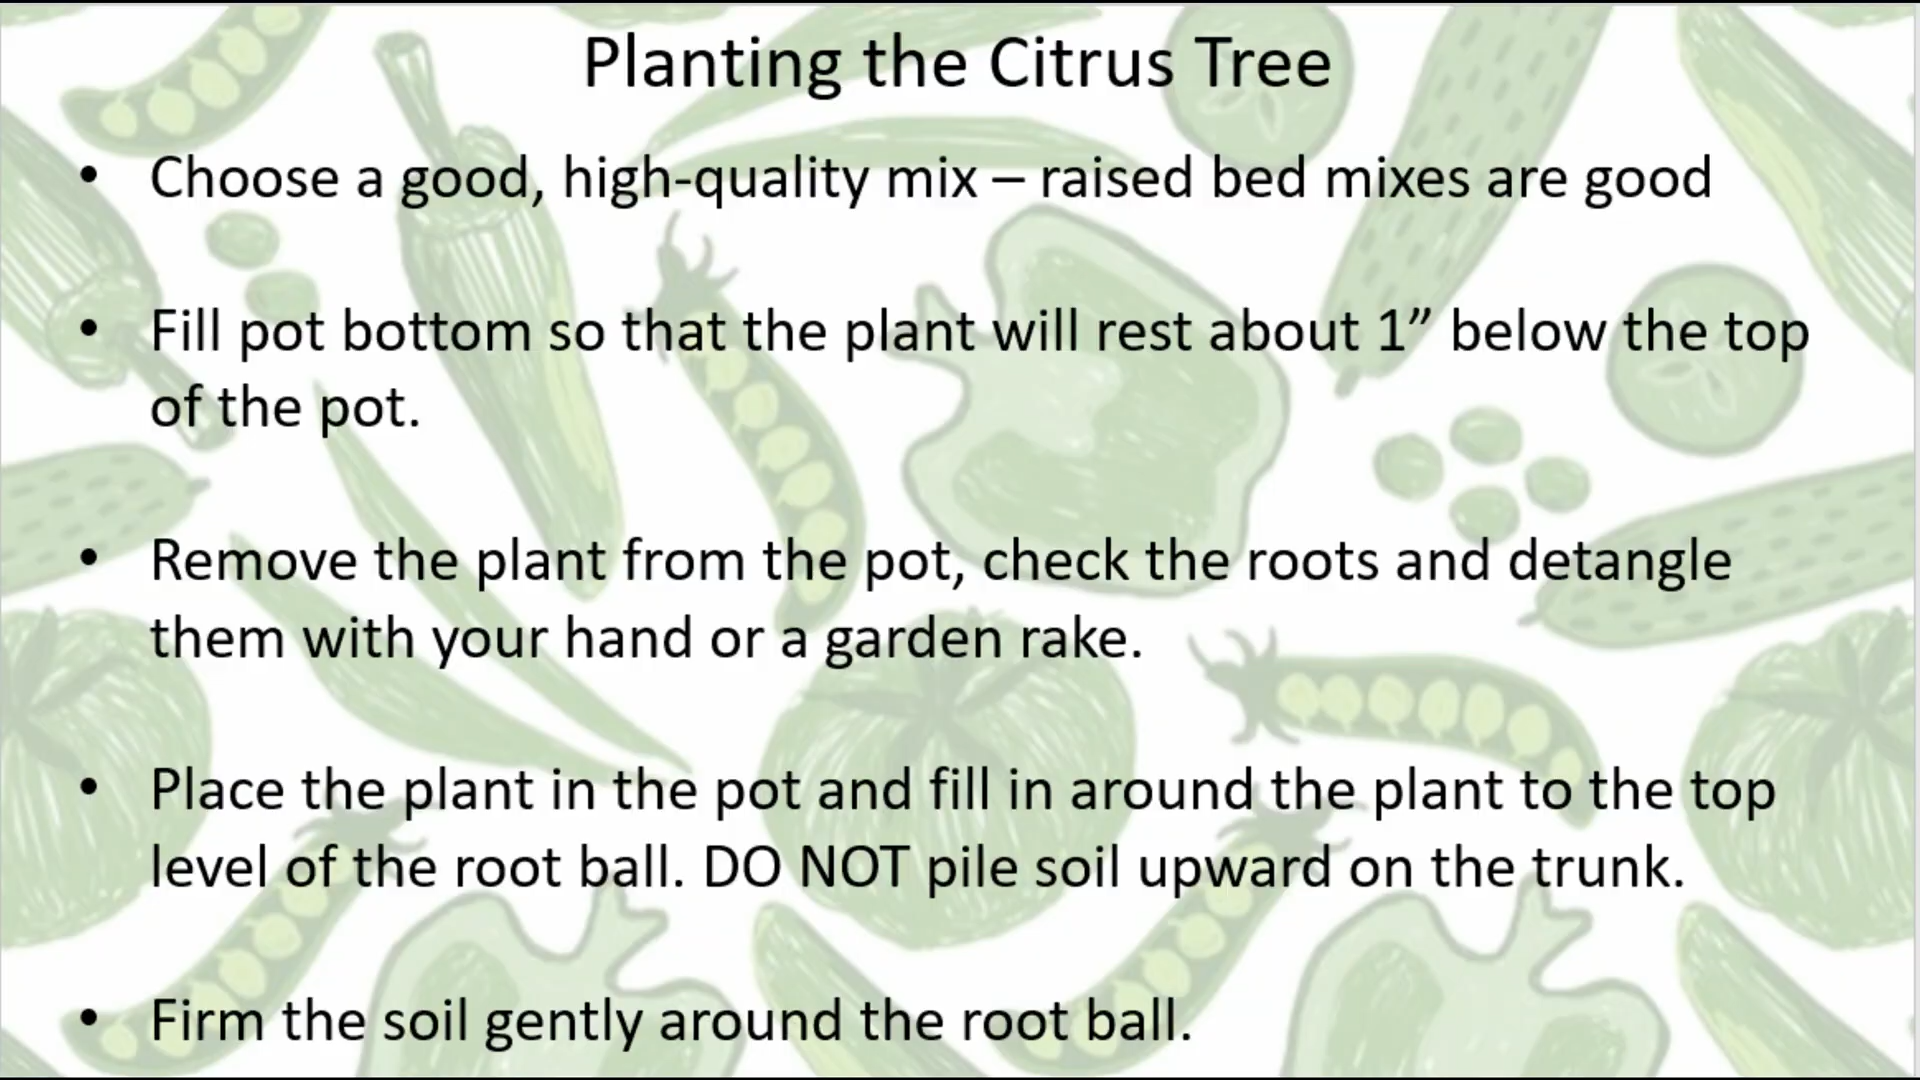 Planting the Citrus Tree
• Choose a good, high-quality mix – raised bed mixes are good
• Fill pot bottom so that the plant will rest about 1” below the top
of the pot.
• Remove the plant from the pot, check the roots and detangle
them with your hand or a garden rake.
• Place the plant in the pot and fill in around the plant to the top
level of the root ball. DO NOT pile soil upward on the trunk.
• Firm the soil gently around the root ball.